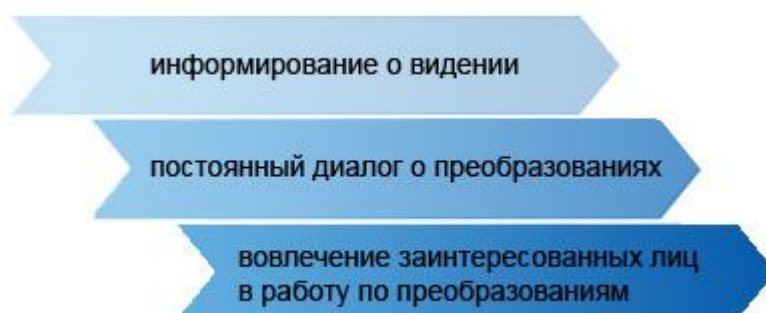 информирование о видении
постоянный диалог о преобразованиях
вовлечение заинтересованных лиц
в работу по преобразованиям